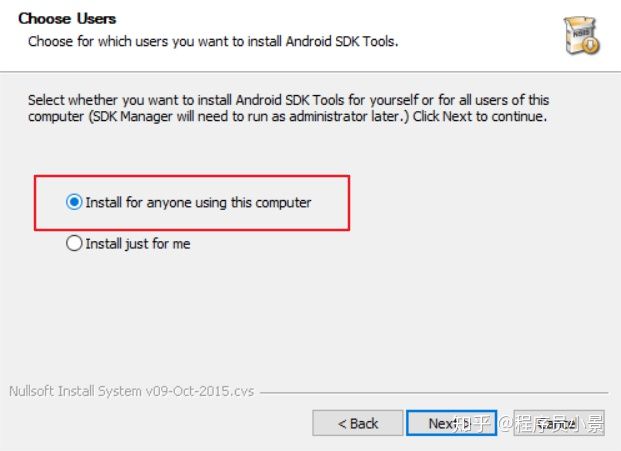 Choose Users
Choose for which users you want to install Android SDK Tools.
Select whether you want to install Android SDK Tools for yourself or for all users of this
computer (SDK Manager will need to run as administrator later.) Click Next to continue.
Install for anyone using this computer
Install just for me
Nullsoft Install System v09-Oct-2015.cvs
< Back
Next >
Cancel
知乎 @程序员小景